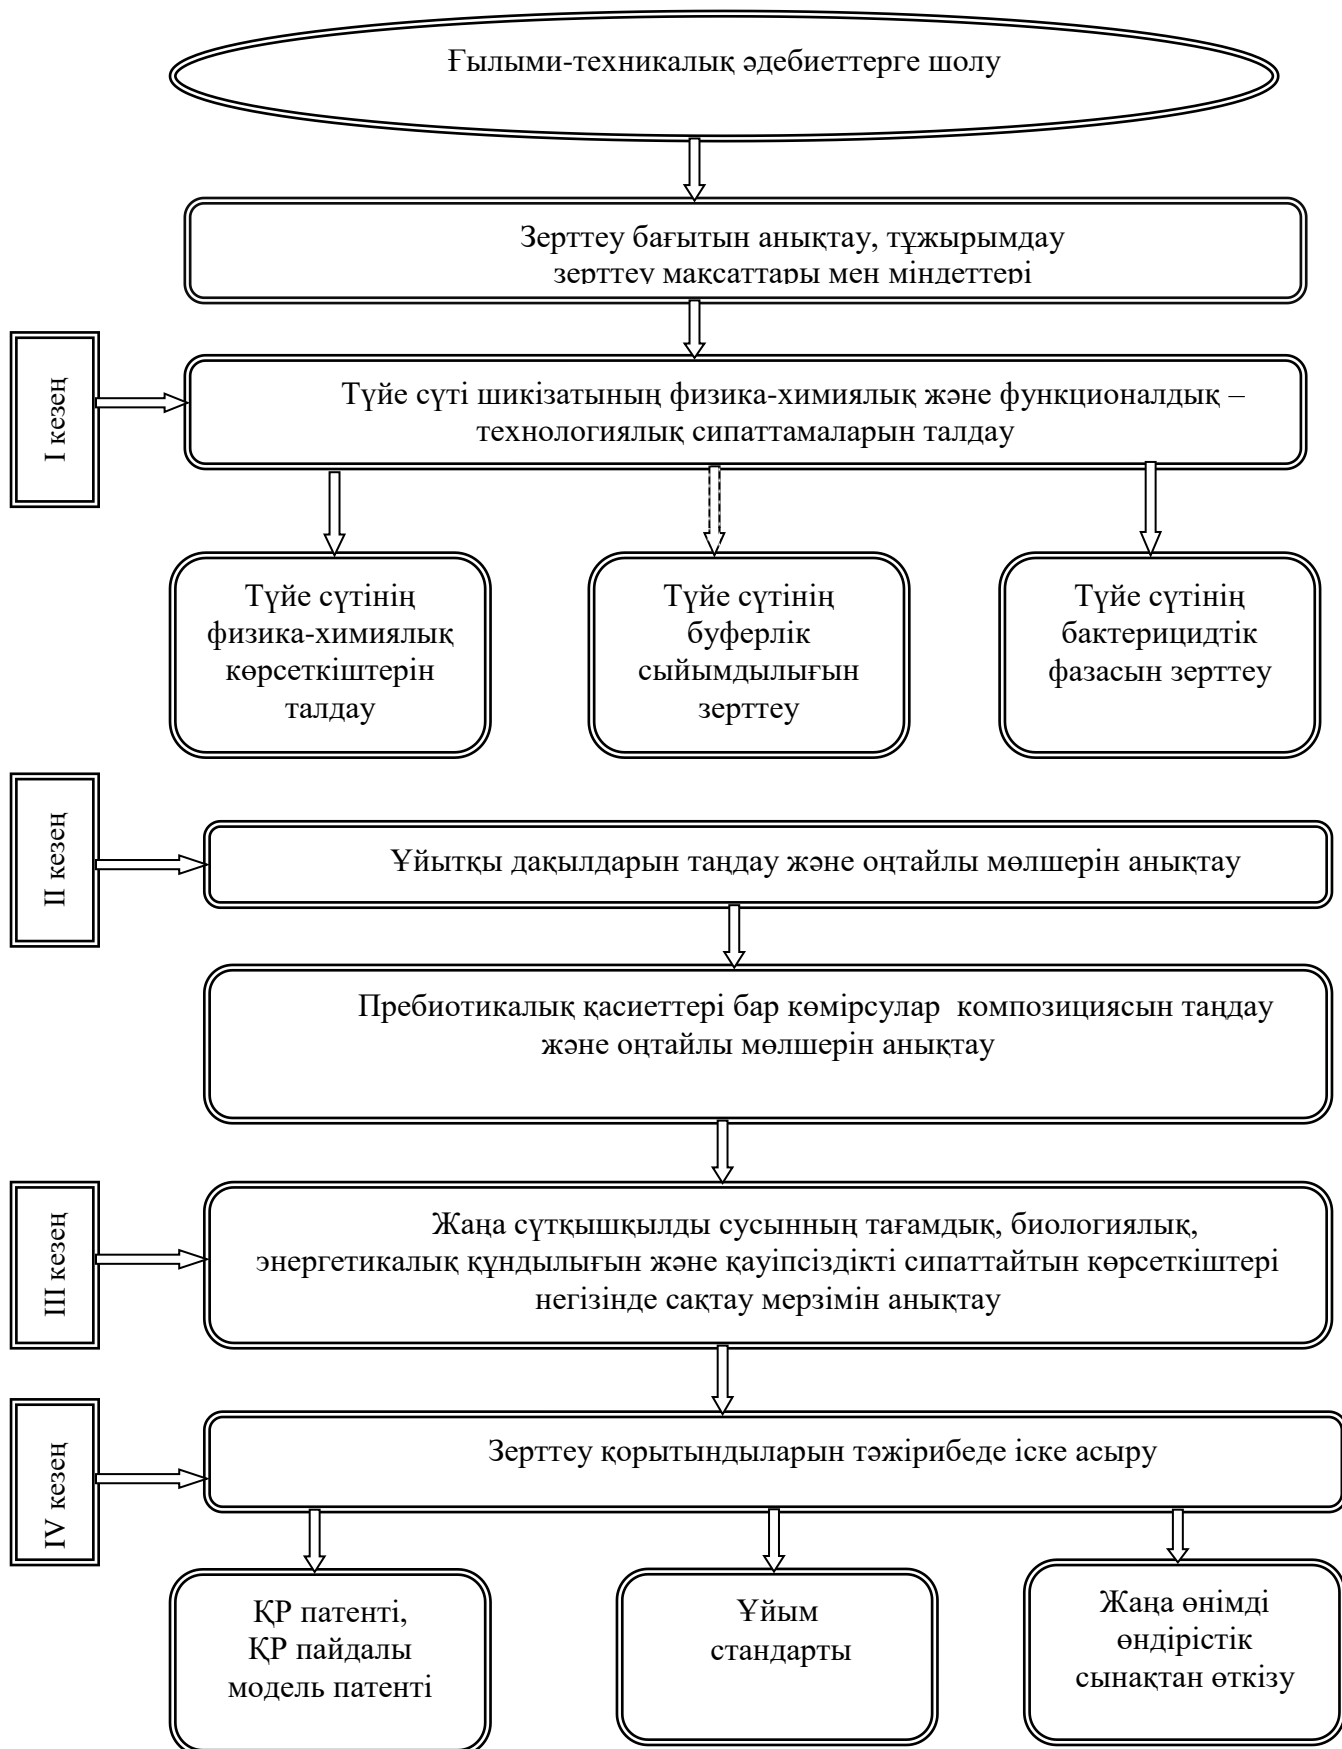 Ғылыми-техникалық әдебиеттерге шолу
Зерттеу бағытын анықтау, тұжырымдау
зерттеу мақсаттары мен міндеттері
I кезең
Түйе сүті шикізатының физика-химиялық және функционалдық –
технологиялық сипаттамаларын талдау
Түйе сүтінің
физика-химиялық
көрсеткіштерін
талдау
Түйе сүтінің
буферлік
сыйымдылығын
зерттеу
Түйе сүтінің
бактерицидтік
фазасын зерттеу
II кезең
Ұйытқы дақылдарын таңдау және оңтайлы мөлшерін анықтау
Пребиотикалық қасиеттері бар көмірсулар композициясын таңдау
және оңтайлы мөлшерін анықтау
III кезең
Жаңа сүтқышқылды сусынның тағамдық, биологиялық,
энергетикалық құндылығын және қауіпсіздікті сипаттайтын көрсеткіштері
негізінде сақтау мерзімін анықтау
IV кезең
Зерттеу қорытындыларын тәжірибеде іске асыру
ҚР патенті,
ҚР пайдалы
модель патенті
Ұйым
стандарты
Жаңа өнімді
өндірістік
сынақтан өткізу